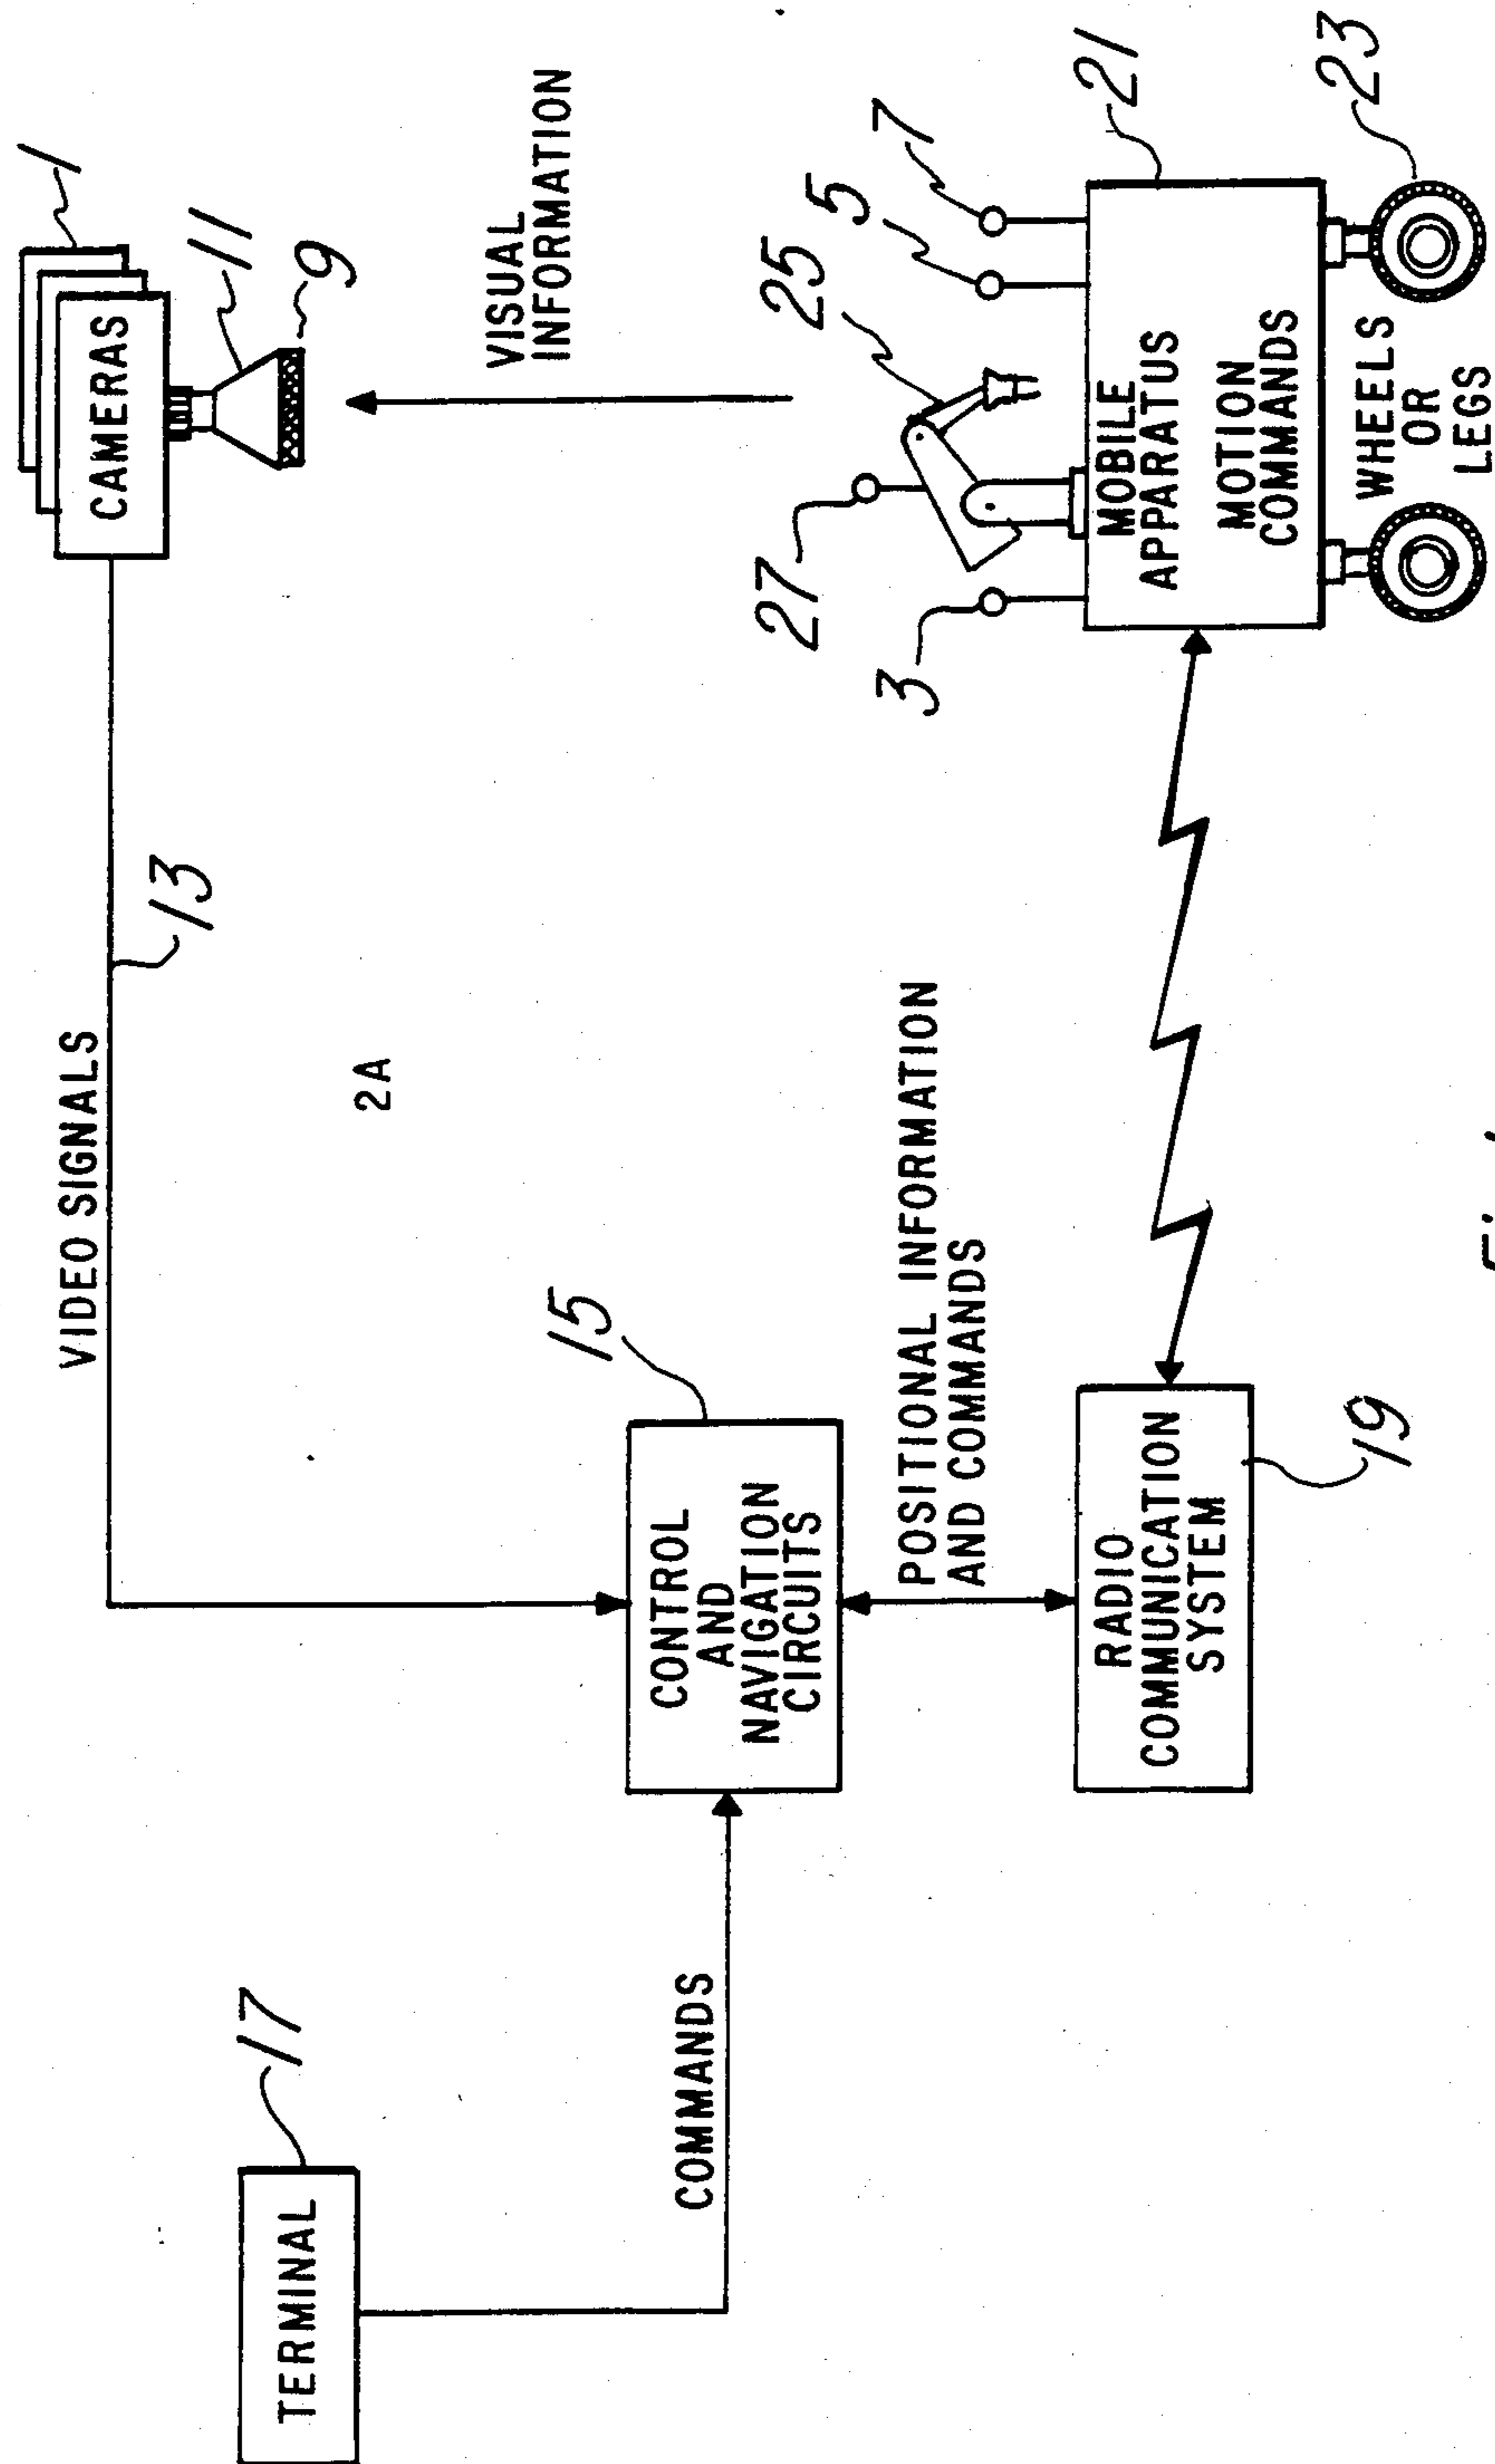 TERMINAL
17
COMMANDS
VIDEO SIGNALS
13
2A
CONTROL
AND
NAVIGATION
CIRCUITS
15
POSITIONAL INFORMATION
AND COMMANDS
RADIO
COMMUNICATION
SYSTEM
19
CAMERAS
1
11
9
VISUAL
INFORMATION
27
25
3
5
7
MOBILE
APPARATUS
MOTION
COMMANDS
21
WHEELS
OR
LEGS
23